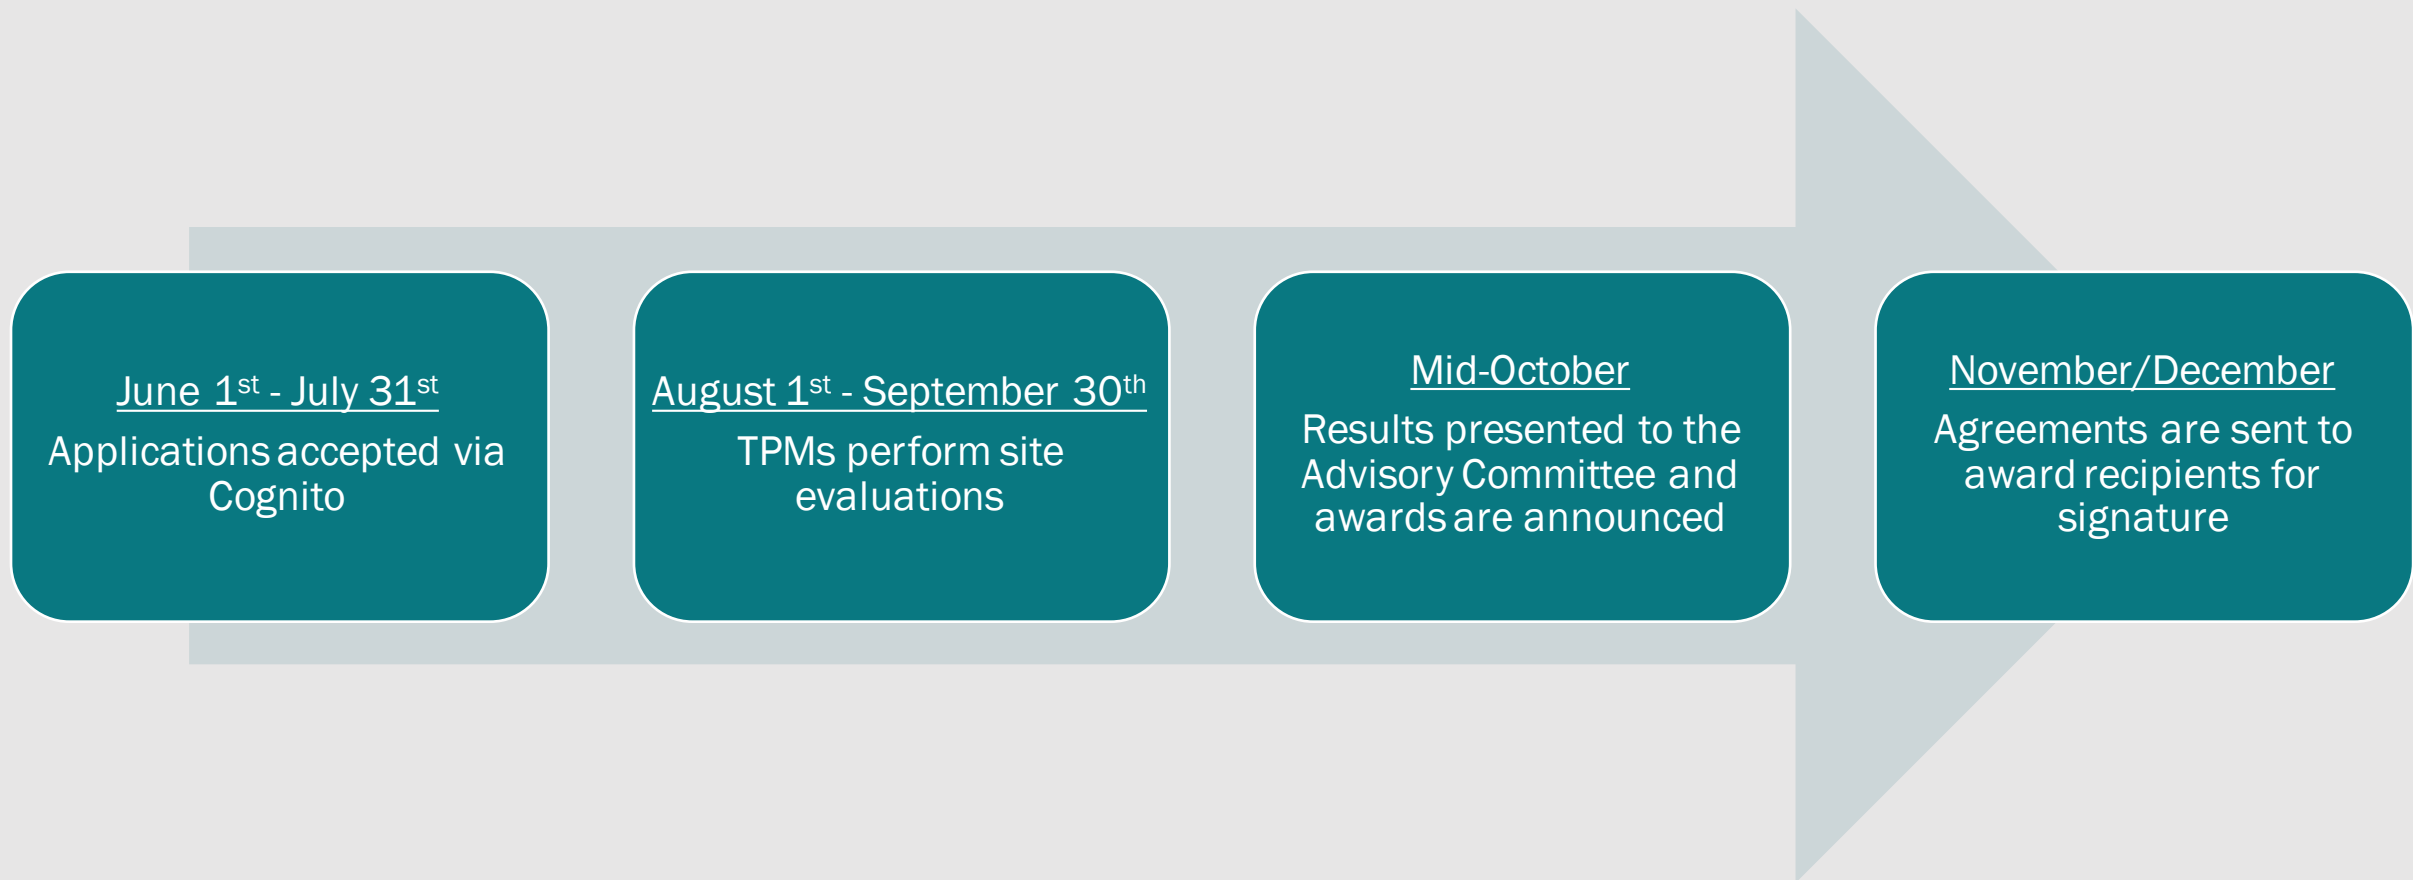 June 1st - July 31st
Applications accepted via
Cognito
August 1st - September 30th
TPMs perform site
evaluations
Mid-October
Results presented to the
Advisory Committee and
awards are announced
November/December
Agreements are sent to
award recipients for
signature